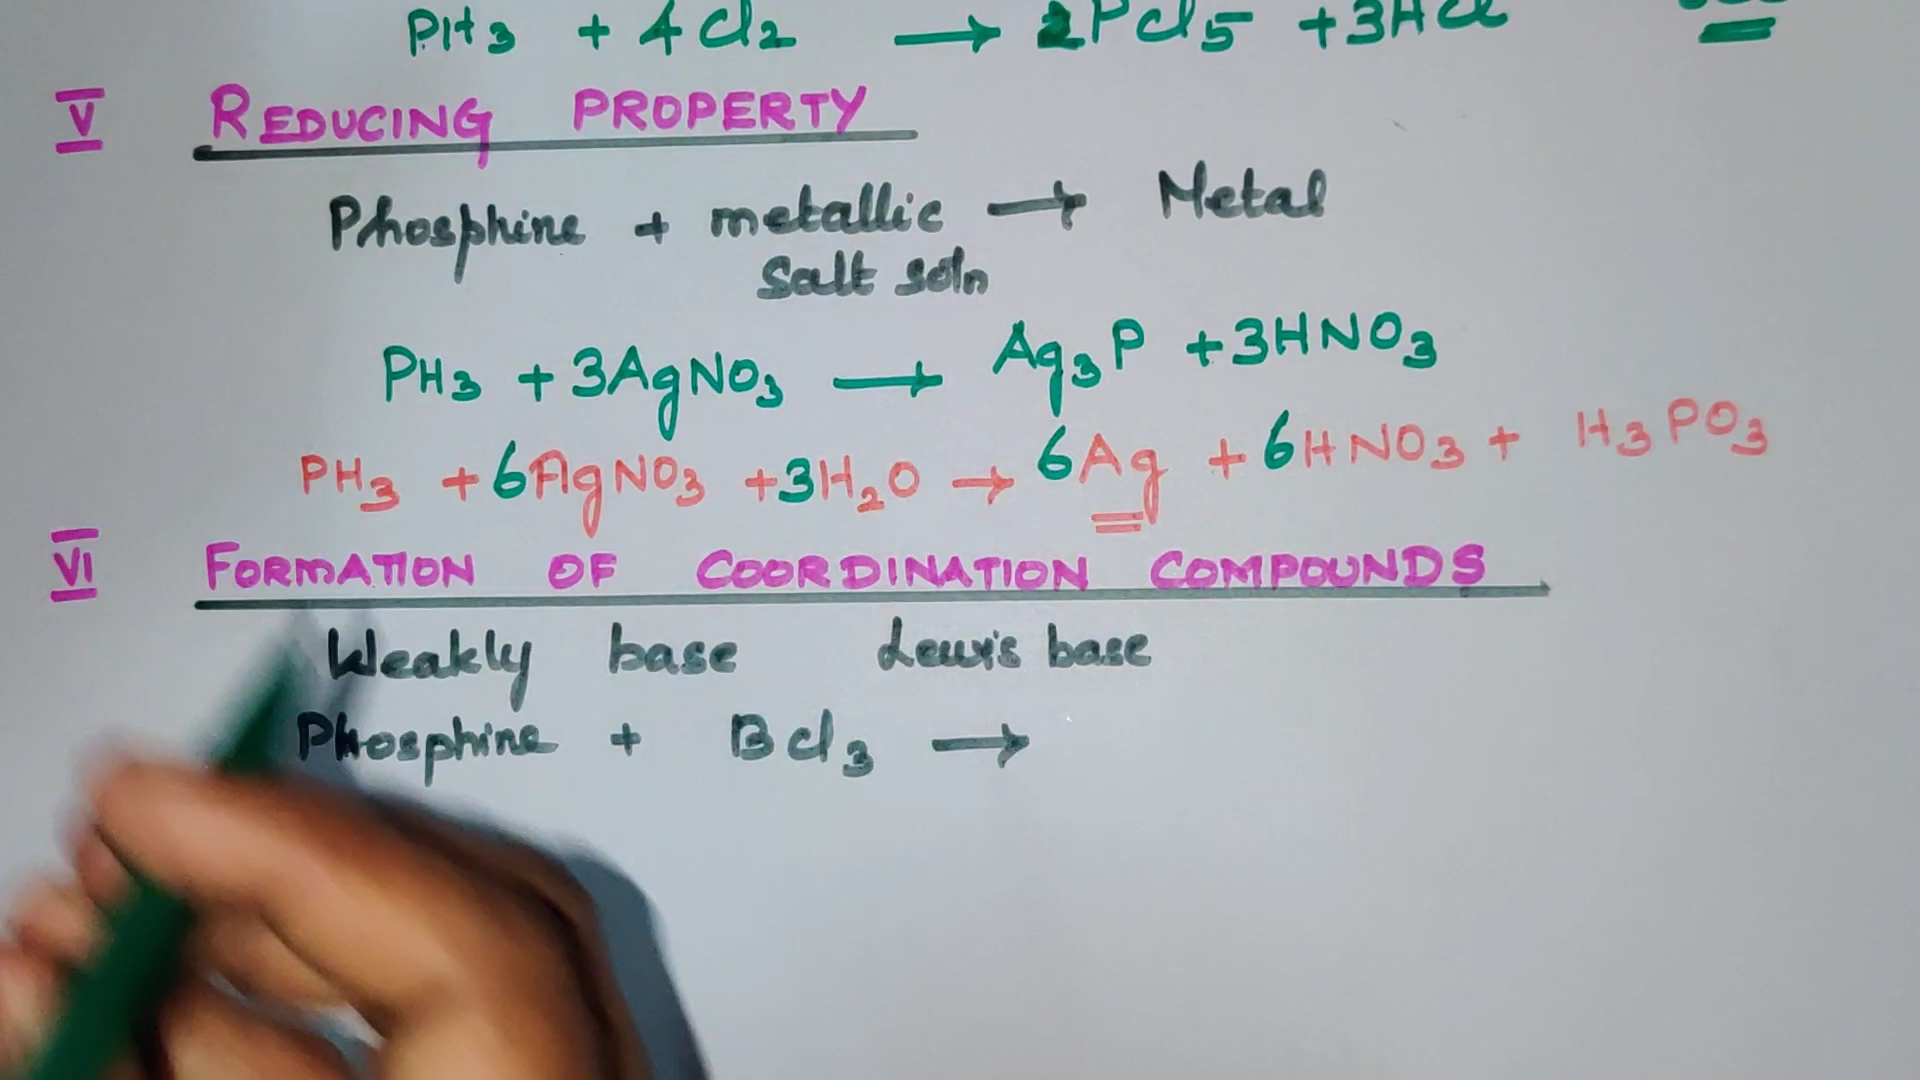 PH3 + 4Cl2 → 2PCl5 + 3HCl
V REDUCING PROPERTY
Phosphine + metallic → Metal
Salt soln
PH3 + 3AgNO3 → Ag3P + 3HNO3
PH3 + 6AgNO3 + 3H2O → 6Ag + 6HNO3 + H3PO3
VI FORMATION OF COORDINATION COMPOUNDS
Weakly base Lewis base
Phosphine + BCl3 →